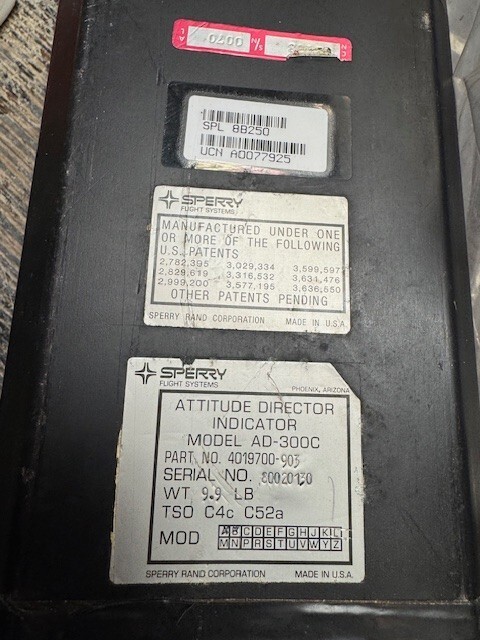 S/N 0070
SPL 8B250
UCN A0077925
SPERRY
FLIGHT SYSTEMS
MANUFACTURED UNDER ONE
OR MORE OF THE FOLLOWING
U.S. PATENTS
2,782,395 3,029,334 3,599,597
2,829,619 3,316,532 3,631,476
2,999,200 3,577,195 3,636,550
OTHER PATENTS PENDING
SPERRY RAND CORPORATION MADE IN U.S.A.
SPERRY
FLIGHT SYSTEMS
PHOENIX, ARIZONA
ATTITUDE DIRECTOR
INDICATOR
MODEL AD-300C
PART NO. 4019700-903
SERIAL NO. 80020130
WT 9.9 LB
TSO C4c C52a
MOD A B C D E F G H J K L
M N P R S T U V W Y Z
SPERRY RAND CORPORATION MADE IN U.S.A.